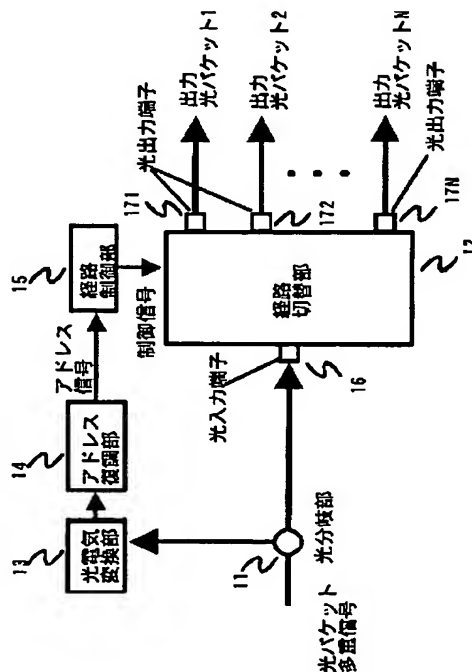 13
光電気
変換部
14
アドレス
復調部
アドレス
信号
15
経路
制御部
制御信号
171
光出力端子
出力
光パケット1
172
出力
光パケット2
・・・
出力
光パケットN
17N
光出力端子
経路
切替部
12
光入力端子
16
11
光分岐部
光パケット
多重信号